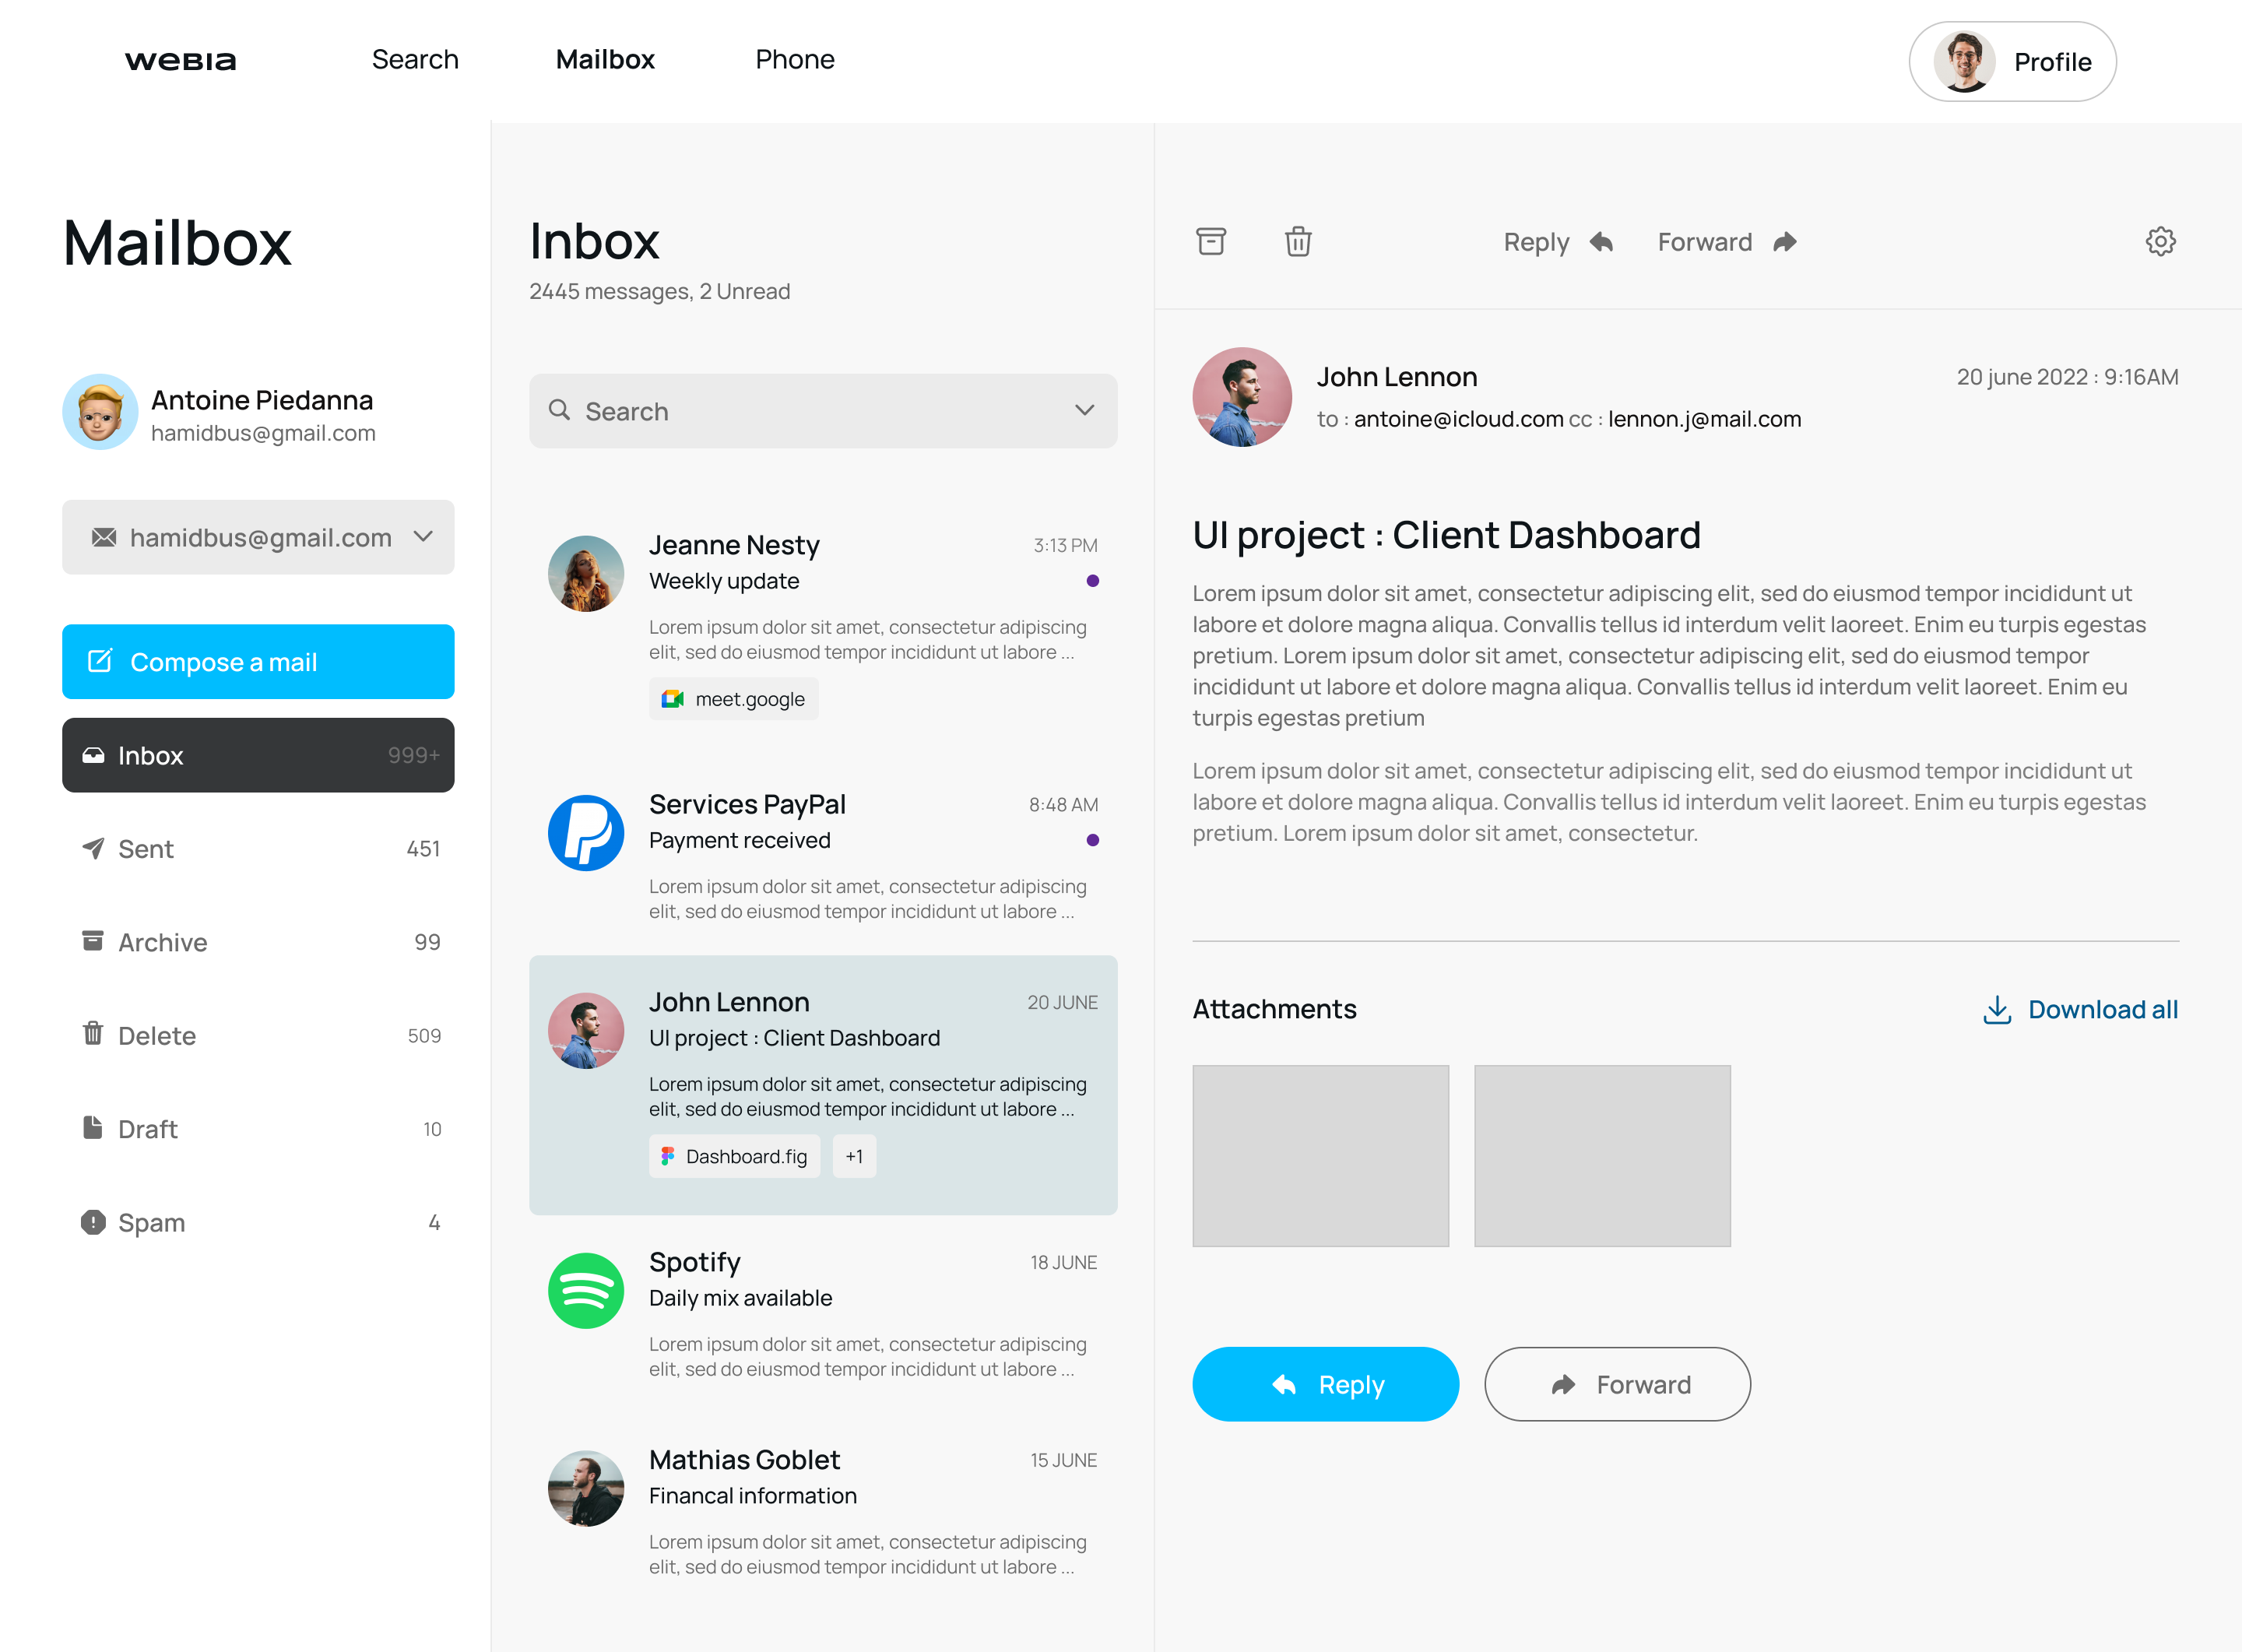 WEBIA
Search
Mailbox
Phone
Profile
Mailbox
Antoine Piedanna
hamidbus@gmail.com
hamidbus@gmail.com
Compose a mail
Inbox 999+
Sent 451
Archive 99
Delete 509
Draft 10
Spam 4
Inbox
2445 messages, 2 Unread
Search
Jeanne Nesty 3:13 PM
Weekly update
Lorem ipsum dolor sit amet, consectetur adipiscing
elit, sed do eiusmod tempor incididunt ut labore ...
meet.google
Services PayPal 8:48 AM
Payment received
Lorem ipsum dolor sit amet, consectetur adipiscing
elit, sed do eiusmod tempor incididunt ut labore ...
John Lennon 20 JUNE
UI project : Client Dashboard
Lorem ipsum dolor sit amet, consectetur adipiscing
elit, sed do eiusmod tempor incididunt ut labore ...
Dashboard.fig +1
Spotify 18 JUNE
Daily mix available
Lorem ipsum dolor sit amet, consectetur adipiscing
elit, sed do eiusmod tempor incididunt ut labore ...
Mathias Goblet 15 JUNE
Financal information
Lorem ipsum dolor sit amet, consectetur adipiscing
elit, sed do eiusmod tempor incididunt ut labore ...
Reply Forward
John Lennon 20 june 2022 : 9:16AM
to : antoine@icloud.com cc : lennon.j@mail.com
UI project : Client Dashboard
Lorem ipsum dolor sit amet, consectetur adipiscing elit, sed do eiusmod tempor incididunt ut
labore et dolore magna aliqua. Convallis tellus id interdum velit laoreet. Enim eu turpis egestas
pretium. Lorem ipsum dolor sit amet, consectetur adipiscing elit, sed do eiusmod tempor
incididunt ut labore et dolore magna aliqua. Convallis tellus id interdum velit laoreet. Enim eu
turpis egestas pretium
Lorem ipsum dolor sit amet, consectetur adipiscing elit, sed do eiusmod tempor incididunt ut
labore et dolore magna aliqua. Convallis tellus id interdum velit laoreet. Enim eu turpis egestas
pretium. Lorem ipsum dolor sit amet, consectetur.
Attachments Download all
Reply Forward